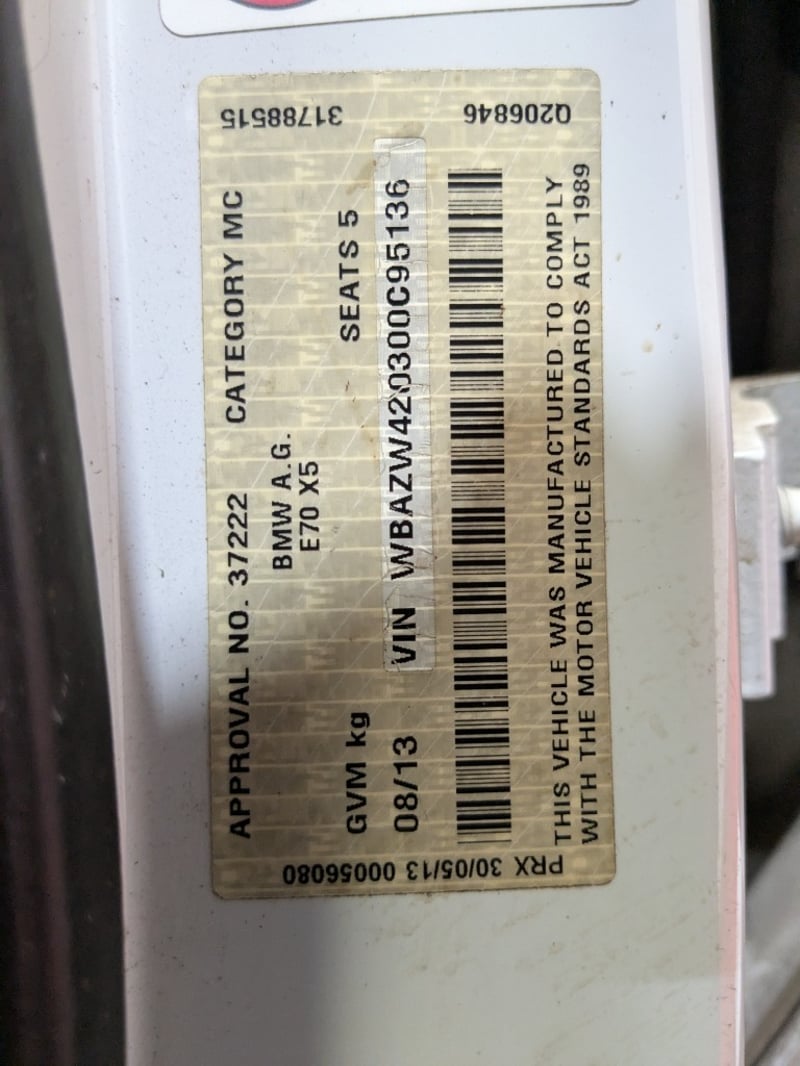 APPROVAL NO. 37222 CATEGORY MC
BMW A.G.
E70 X5
GVM kg SEATS 5
08/13 VIN WBAZW420300C95136
THIS VEHICLE WAS MANUFACTURED TO COMPLY
WITH THE MOTOR VEHICLE STANDARDS ACT 1989
31788515
Q206846
PRX 30/05/13 00056080